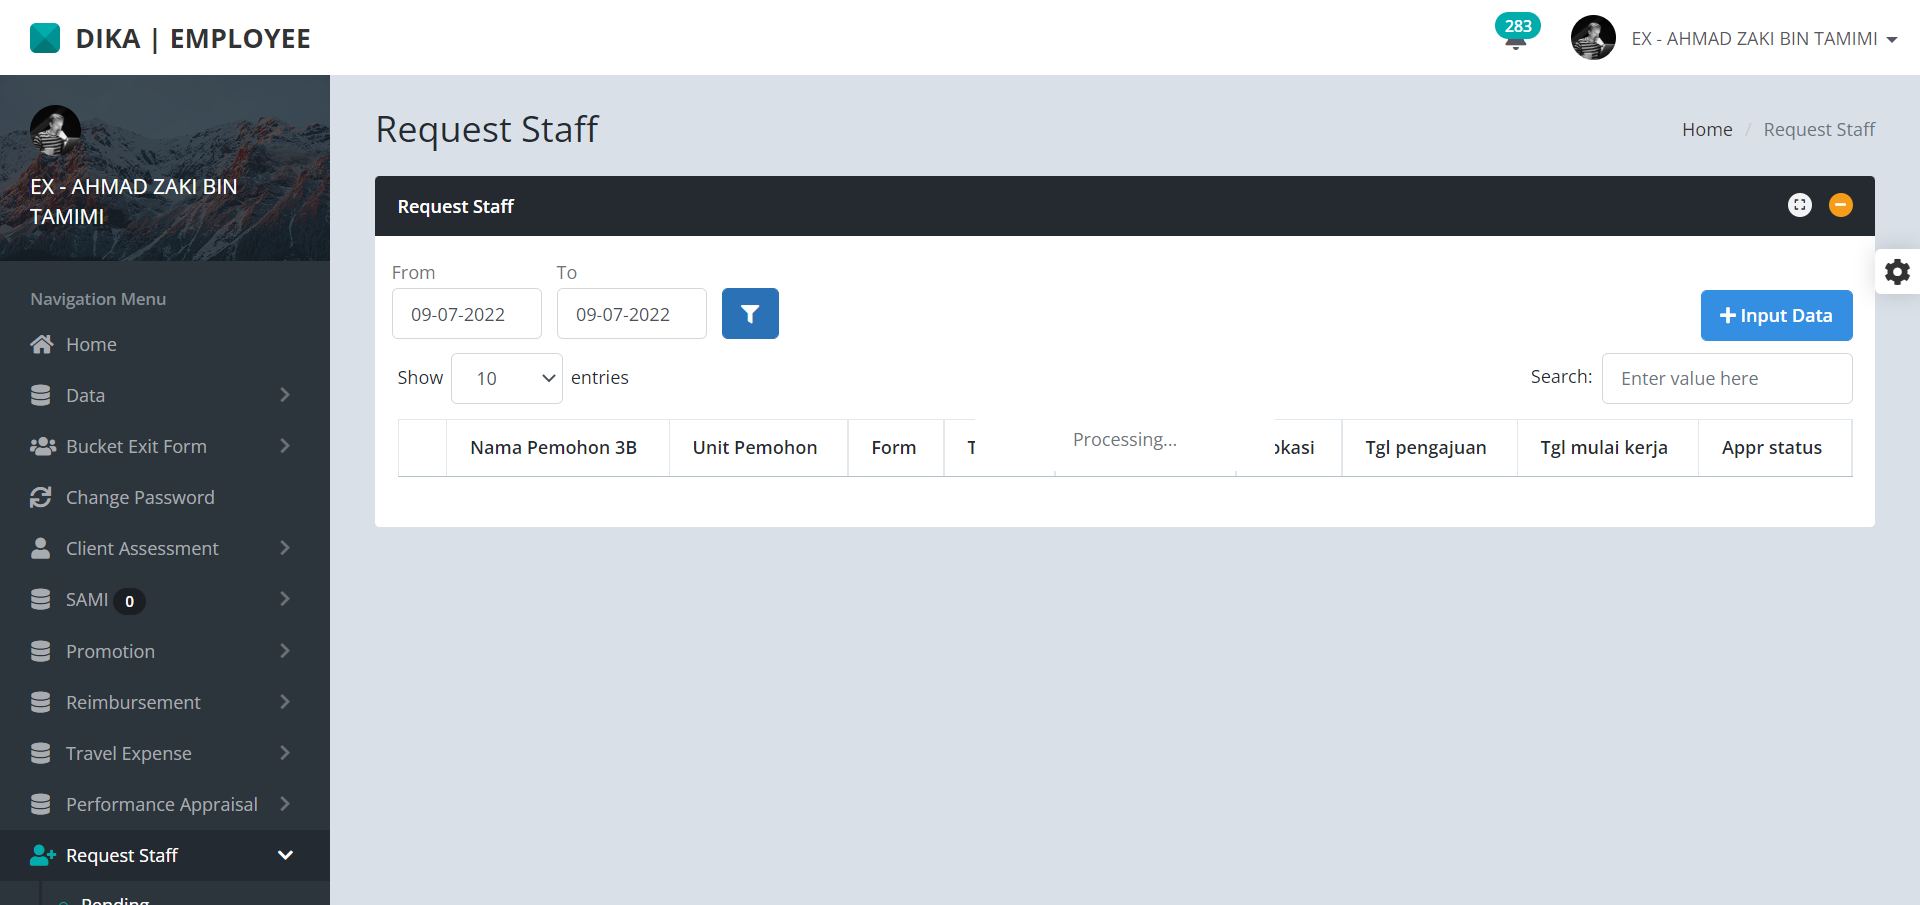 DIKA | EMPLOYEE
283
EX - AHMAD ZAKI BIN TAMIMI
EX - AHMAD ZAKI BIN
TAMIMI
Navigation Menu
Home
Data
Bucket Exit Form
Change Password
Client Assessment
SAMI 0
Promotion
Reimbursement
Travel Expense
Performance Appraisal
Request Staff
Pending
Request Staff
Home / Request Staff
Request Staff
From
To
09-07-2022
09-07-2022
Input Data
Show 10 entries
Search: Enter value here
Nama Pemohon 3B
Unit Pemohon
Form
T
Processing...
okasi
Tgl pengajuan
Tgl mulai kerja
Appr status